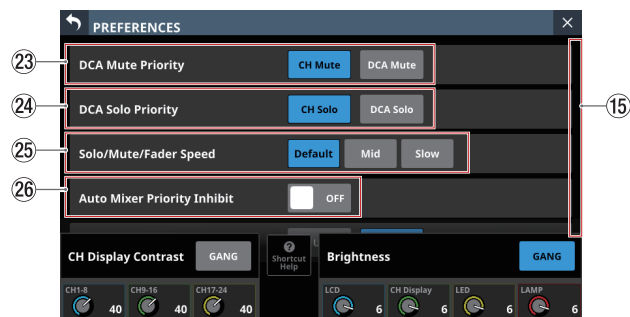 PREFERENCES
㉓ DCA Mute Priority CH Mute DCA Mute
㉔ DCA Solo Priority CH Solo DCA Solo ⑮
㉕ Solo/Mute/Fader Speed Default Mid Slow
㉖ Auto Mixer Priority Inhibit OFF
CH Display Contrast GANG ? Shortcut Help Brightness GANG
CH1-8 CH9-16 CH17-24 LCD CH Display LED LAMP
40 40 40 6 6 6 6